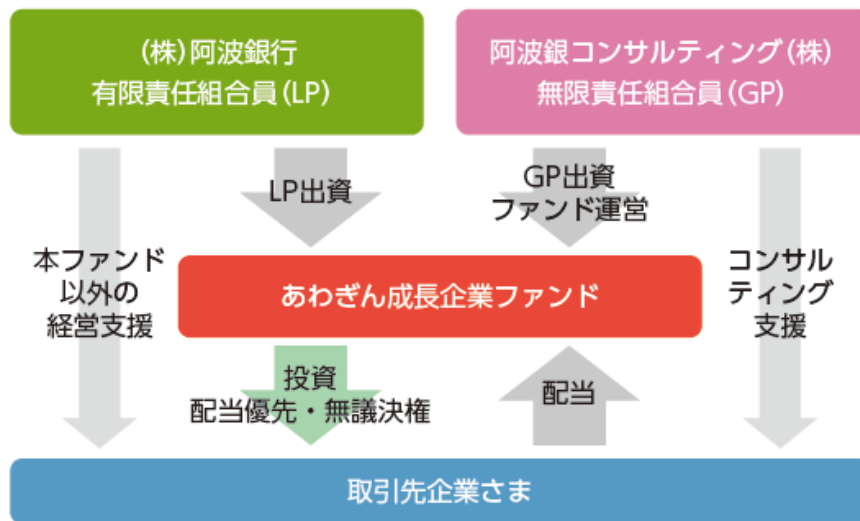 (株)阿波銀行
有限責任組合員(LP)
阿波銀コンサルティング(株)
無限責任組合員(GP)
LP出資
GP出資
ファンド運営
本ファンド
以外の
経営支援
あわぎん成長企業ファンド
コンサル
ティング
支援
投資
配当優先・無議決権
配当
取引先企業さま